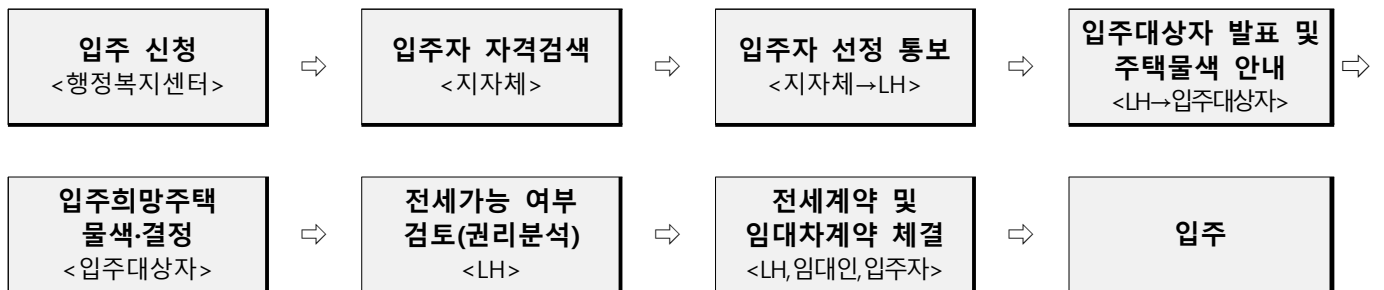 입주 신청
<행정복지센터>
⇨
입주자 자격검색
<지자체>
⇨
입주자 선정 통보
<지자체→LH>
⇨
입주대상자 발표 및
주택물색 안내
<LH→입주대상자>
⇨
입주희망주택
물색·결정
<입주대상자>
⇨
전세가능 여부
검토(권리분석)
<LH>
⇨
전세계약 및
임대차계약 체결
<LH,임대인,입주자>
⇨
입주